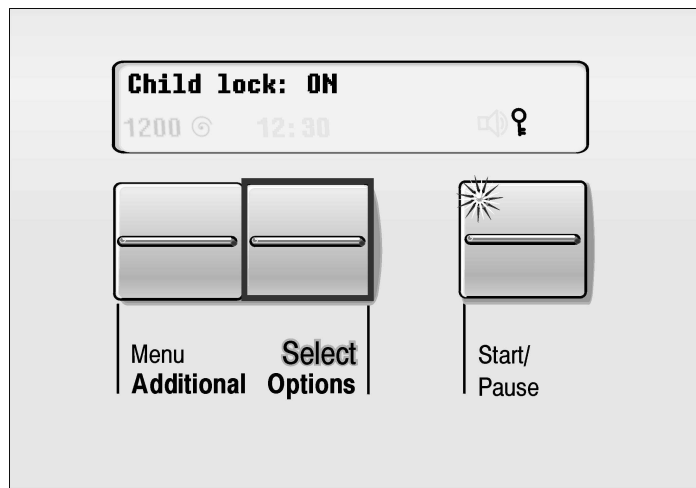 Child lock: ON
1200 12:30
Menu Select
Additional Options
Start/
Pause